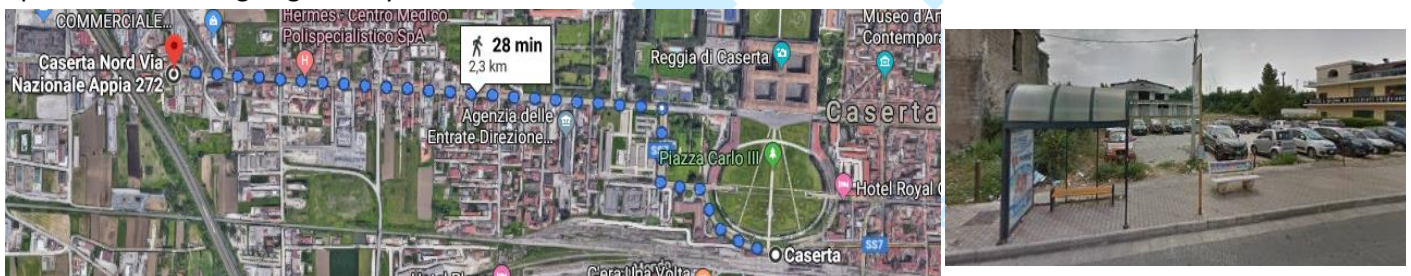 COMMERCIALE...
Hermes - Centro Medico
Polispecialistico SpA
Caserta Nord Via
Nazionale Appia 272
28 min
2,3 km
Reggia di Caserta
Museo d'Ar
Contempora
Caserta
Agenzia delle
Entrate-Direzione...
SS7
Piazza Carlo III
Hotel Royal
SS7
Caserta
C'era Una Volta